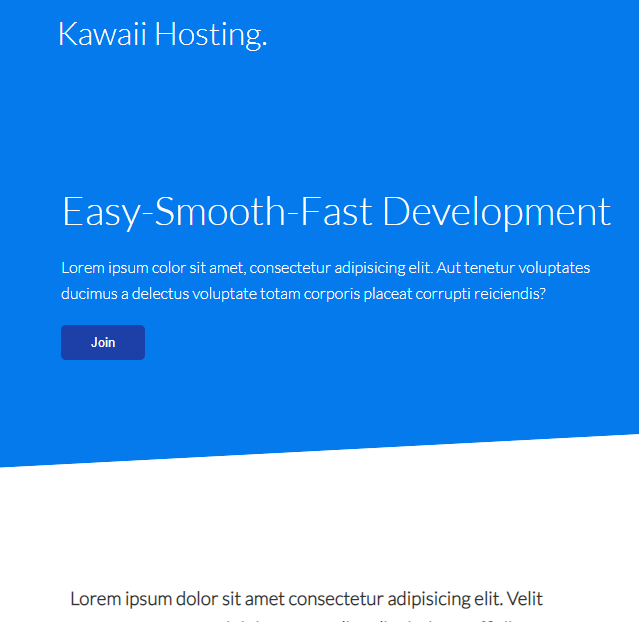 Kawaii Hosting.
Easy-Smooth-Fast Development
Lorem ipsum color sit amet, consectetur adipisicing elit. Aut tenetur voluptates
ducimus a delectus voluptate totam corporis placeat corrupti reiciendis?
Join
Lorem ipsum dolor sit amet consectetur adipisicing elit. Velit